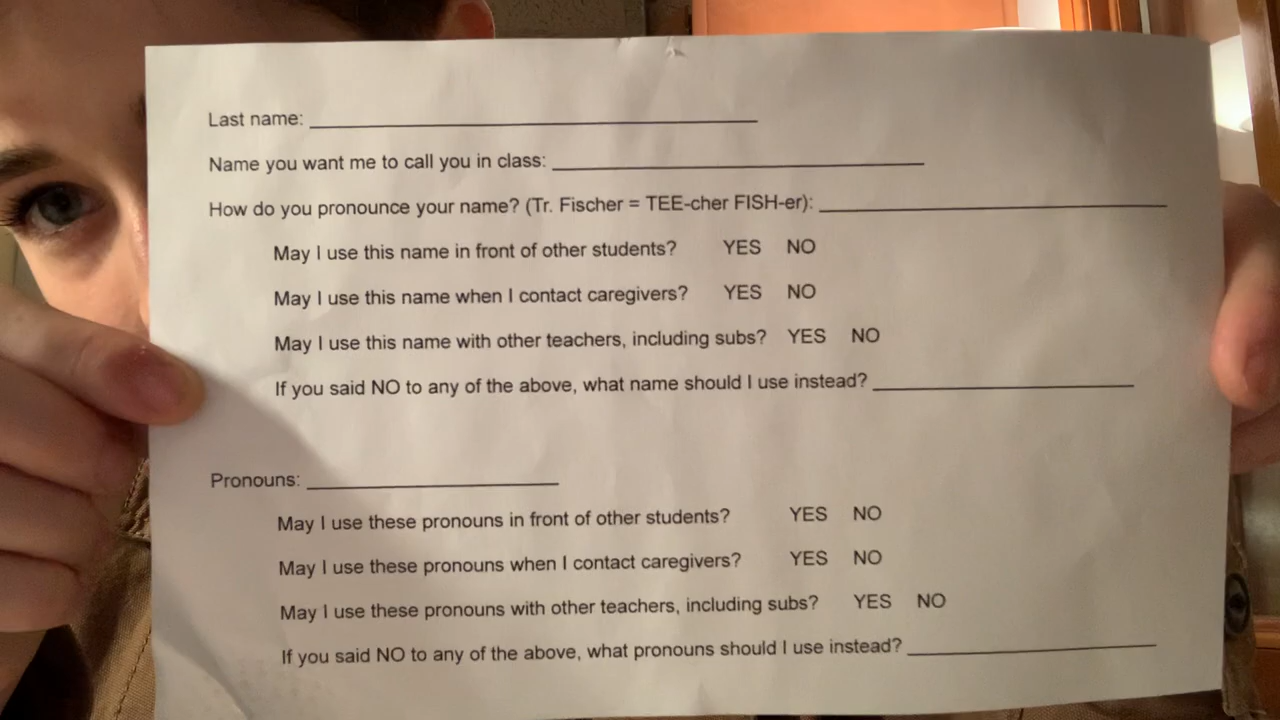 Last name: ____________________
Name you want me to call you in class: ____________________
How do you pronounce your name? (Tr. Fischer = TEE-cher FISH-er): ____________________
May I use this name in front of other students? YES NO
May I use this name when I contact caregivers? YES NO
May I use this name with other teachers, including subs? YES NO
If you said NO to any of the above, what name should I use instead? ____________________
Pronouns: ____________________
May I use these pronouns in front of other students? YES NO
May I use these pronouns when I contact caregivers? YES NO
May I use these pronouns with other teachers, including subs? YES NO
If you said NO to any of the above, what pronouns should I use instead? ____________________